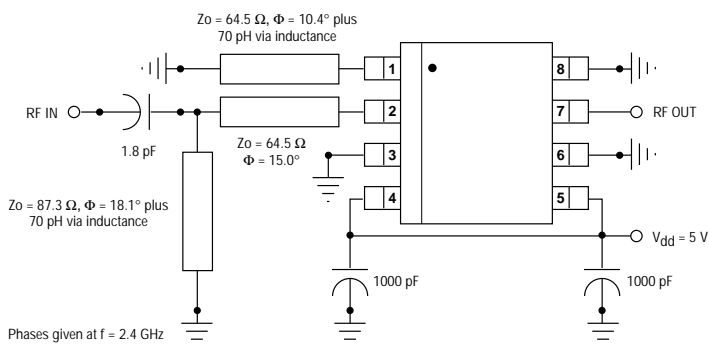 Zo = 64.5 Ω, Φ = 10.4° plus
70 pH via inductance
1
8
RF IN
2
7
RF OUT
1.8 pF
Zo = 64.5 Ω
Φ = 15.0°
3
6
Zo = 87.3 Ω, Φ = 18.1° plus
70 pH via inductance
4
5
Vdd = 5 V
1000 pF
1000 pF
Phases given at f = 2.4 GHz